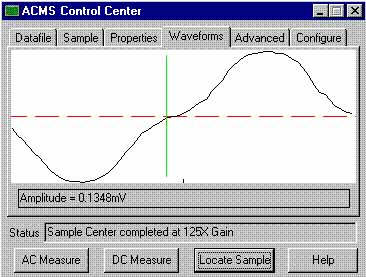 ACMS Control Center
Datafile Sample Properties Waveforms Advanced Configure
Amplitude = 0.1348mV
Status Sample Center completed at 125X Gain
AC Measure DC Measure Locate Sample Help